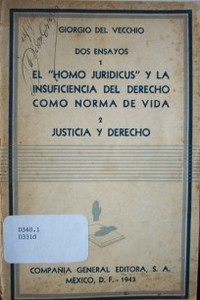 GIORGIO DEL VECCHIO
DOS ENSAYOS
1
EL "HOMO JURIDICUS" Y LA
INSUFICIENCIA DEL DERECHO
COMO NORMA DE VIDA
2
JUSTICIA Y DERECHO
D340.1
D331d
COMPAÑIA GENERAL EDITORA, S. A.
MEXICO, D. F. - 1943